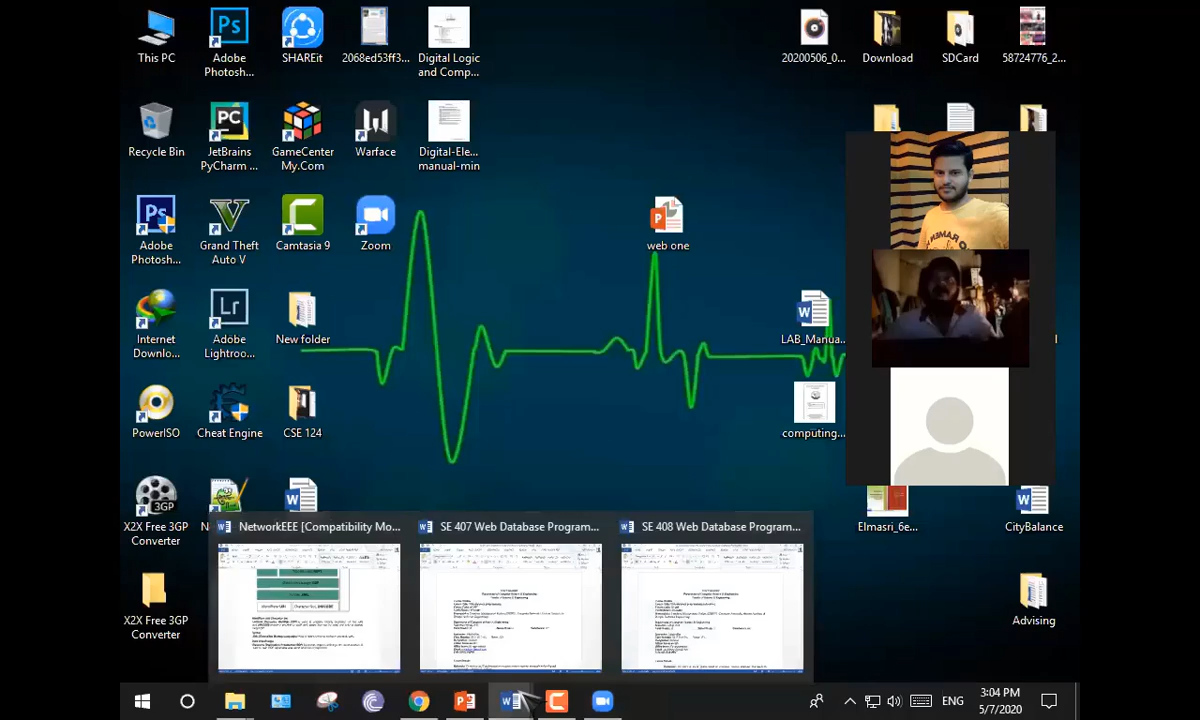 This PC
Adobe
Photosh...
SHAREit
2068ed53ff3...
Digital Logic
and Comp...
20200506_0...
Download
SDCard
58724776_2...
Recycle Bin
JetBrains
PyCharm ...
GameCenter
My.Com
Warface
Digital-Ele...
manual-min
Adobe
Photosh...
Grand Theft
Auto V
Camtasia 9
Zoom
web one
Internet
Downlo...
Adobe
Lightroo...
New folder
LAB_Manua...
PowerISO
Cheat Engine
CSE 124
computing...
X2X Free 3GP
Converter
Elmasri_6e...
CityBalance
NetworkEEE [Compatibility Mo...
SE 407 Web Database Program...
SE 408 Web Database Program...
X2X Free 3GP
Converter
Advising
ENG
3:04 PM
5/7/2020